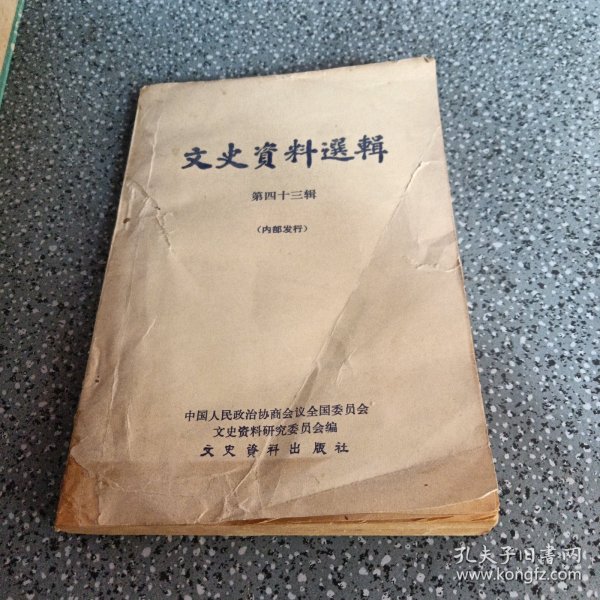 文史資料選輯
第四十三辑
（内部发行）
中国人民政治协商会议全国委员会
文史资料研究委员会编
文史资料出版社
孔夫子旧书网
www.kongfz.com